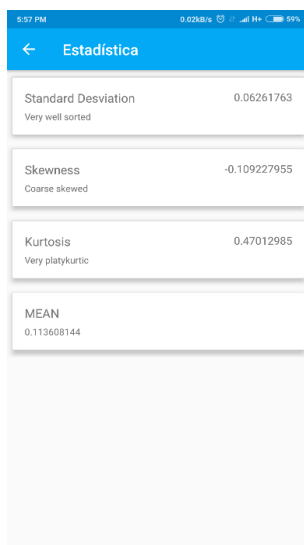 5:57 PM 0.02kB/s H+ 59%
Estadística
Standard Desviation 0.06261763
Very well sorted
Skewness -0.109227955
Coarse skewed
Kurtosis 0.47012985
Very platykurtic
MEAN
0.113608144